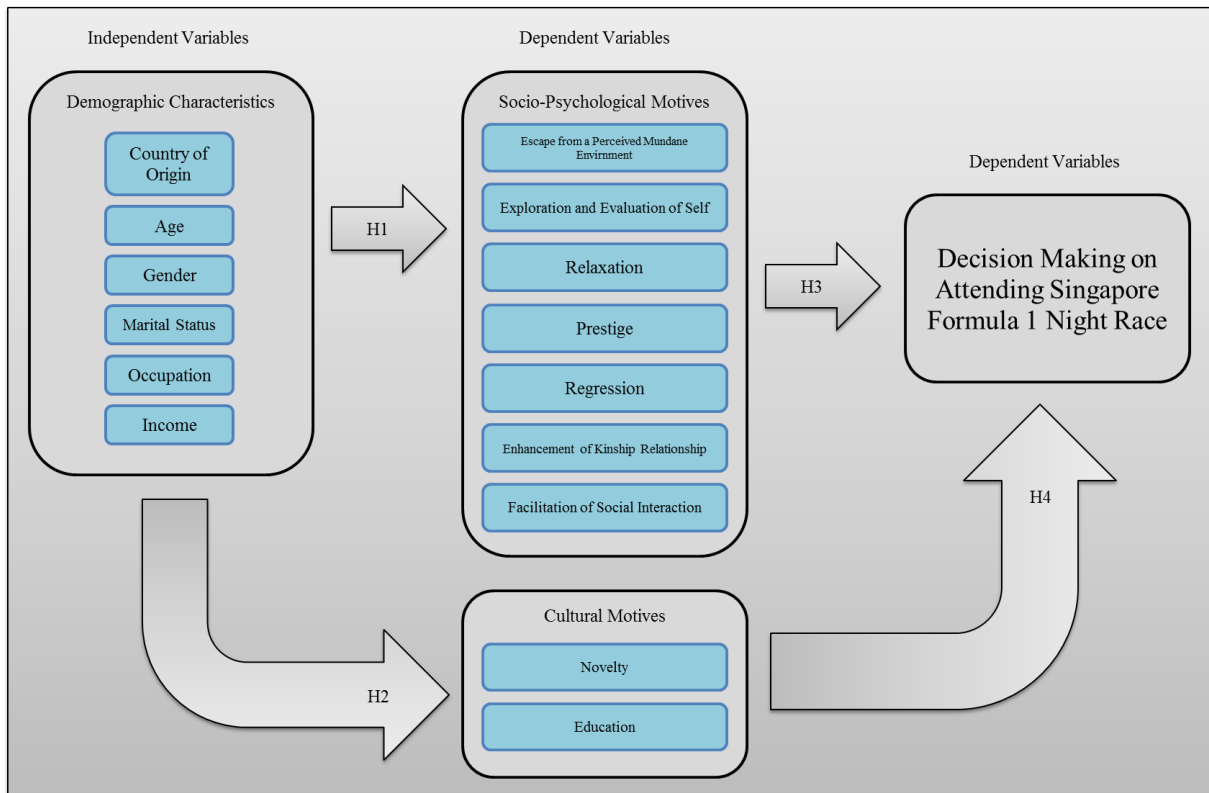 Independent Variables
Demographic Characteristics
Country of
Origin
Age
Gender
Marital Status
Occupation
Income
H1
H2
Dependent Variables
Socio-Psychological Motives
Escape from a Perceived Mundane
Envirnment
Exploration and Evaluation of Self
Relaxation
Prestige
Regression
Enhancement of Kinship Relationship
Facilitation of Social Interaction
Cultural Motives
Novelty
Education
H3
H4
Dependent Variables
Decision Making on
Attending Singapore
Formula 1 Night Race